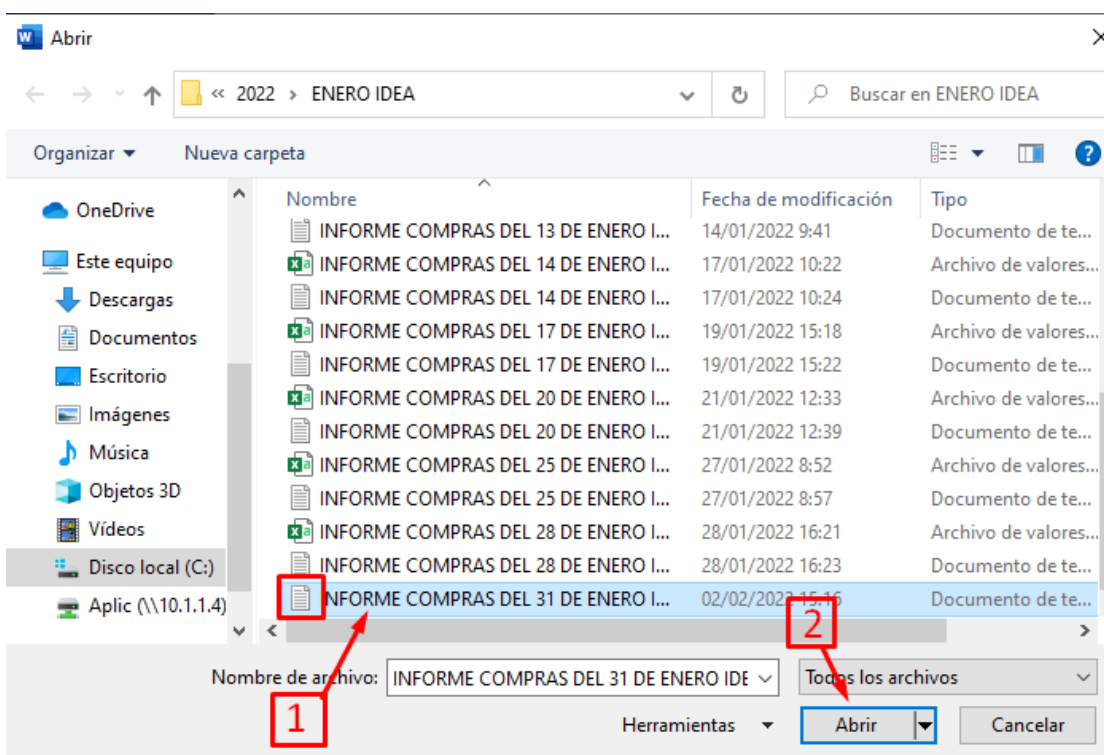 Abrir
« 2022 > ENERO IDEA
Buscar en ENERO IDEA
Organizar
Nueva carpeta
?
OneDrive
Este equipo
Descargas
Documentos
Escritorio
Imágenes
Música
Objetos 3D
Vídeos
Disco local (C:)
Aplic (\\10.1.1.4)
Nombre Fecha de modificación Tipo
INFORME COMPRAS DEL 13 DE ENERO I... 14/01/2022 9:41 Documento de te...
INFORME COMPRAS DEL 14 DE ENERO I... 17/01/2022 10:22 Archivo de valores...
INFORME COMPRAS DEL 14 DE ENERO I... 17/01/2022 10:24 Documento de te...
INFORME COMPRAS DEL 17 DE ENERO I... 19/01/2022 15:18 Archivo de valores...
INFORME COMPRAS DEL 17 DE ENERO I... 19/01/2022 15:22 Documento de te...
INFORME COMPRAS DEL 20 DE ENERO I... 21/01/2022 12:33 Archivo de valores...
INFORME COMPRAS DEL 20 DE ENERO I... 21/01/2022 12:39 Documento de te...
INFORME COMPRAS DEL 25 DE ENERO I... 27/01/2022 8:52 Archivo de valores...
INFORME COMPRAS DEL 25 DE ENERO I... 27/01/2022 8:57 Documento de te...
INFORME COMPRAS DEL 28 DE ENERO I... 28/01/2022 16:21 Archivo de valores...
INFORME COMPRAS DEL 28 DE ENERO I... 28/01/2022 16:23 Documento de te...
INFORME COMPRAS DEL 31 DE ENERO I... 02/02/2022 15:16 Documento de te...
1
2
Nombre de archivo: INFORME COMPRAS DEL 31 DE ENERO IDE
Todos los archivos
Herramientas
Abrir
Cancelar